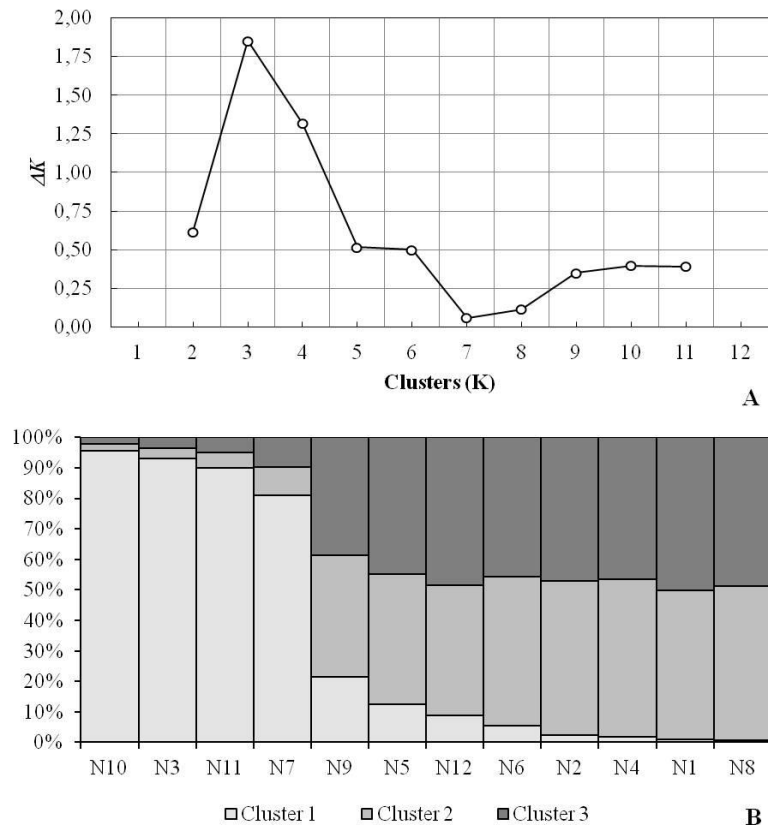 2,00
1,75
1,50
1,25
1,00
0,75
0,50
0,25
0,00
ΔK
1 2 3 4 5 6 7 8 9 10 11 12
Clusters (K)
A
100%
90%
80%
70%
60%
50%
40%
30%
20%
10%
0%
N10 N3 N11 N7 N9 N5 N12 N6 N2 N4 N1 N8
Cluster 1 Cluster 2 Cluster 3
B